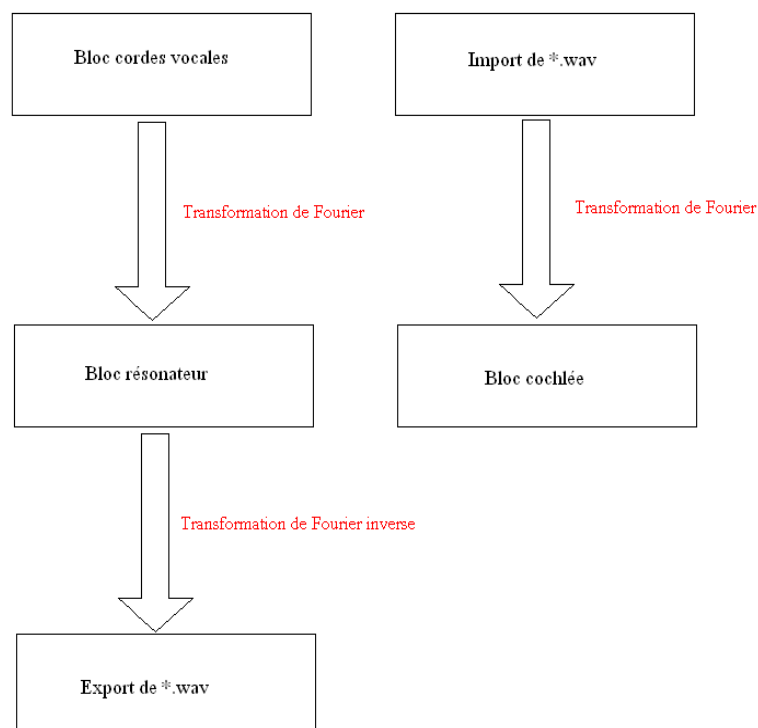 Bloc cordes vocales
Import de *.wav
Transformation de Fourier
Transformation de Fourier
Bloc résonateur
Bloc cochlée
Transformation de Fourier inverse
Export de *.wav